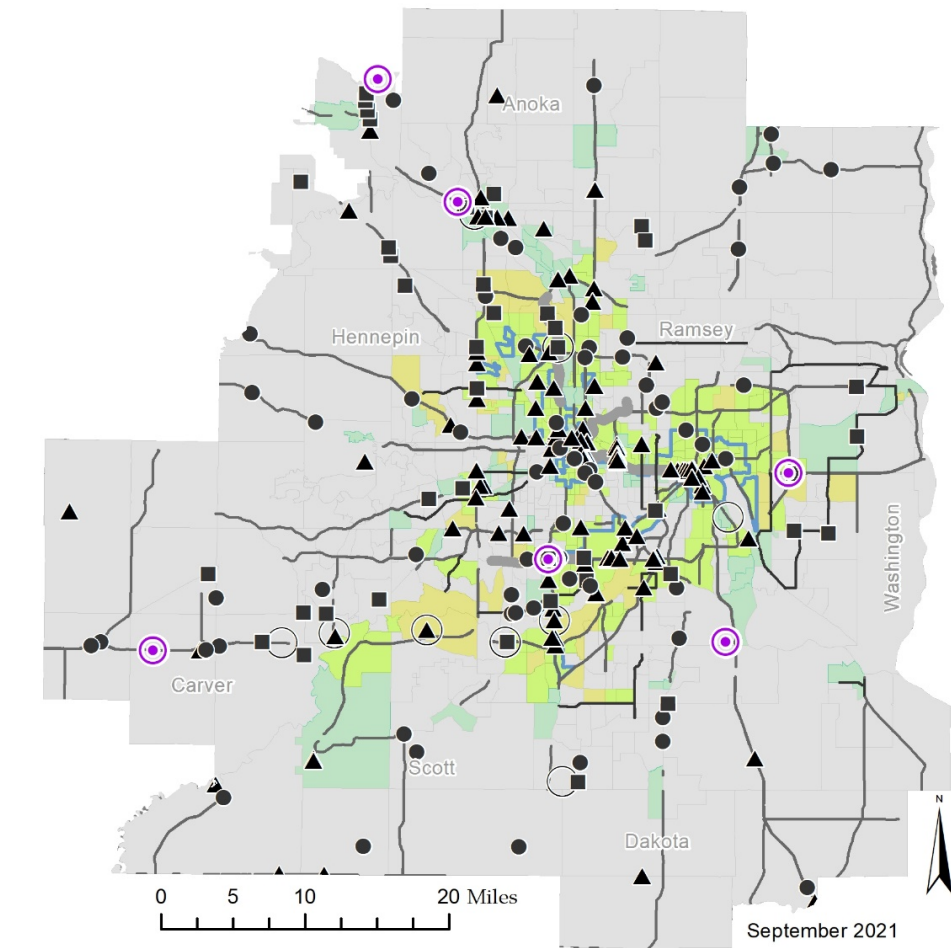 Anoka
Hennepin
Ramsey
Washington
Carver
Scott
Dakota
N
0 5 10 20 Miles
September 2021